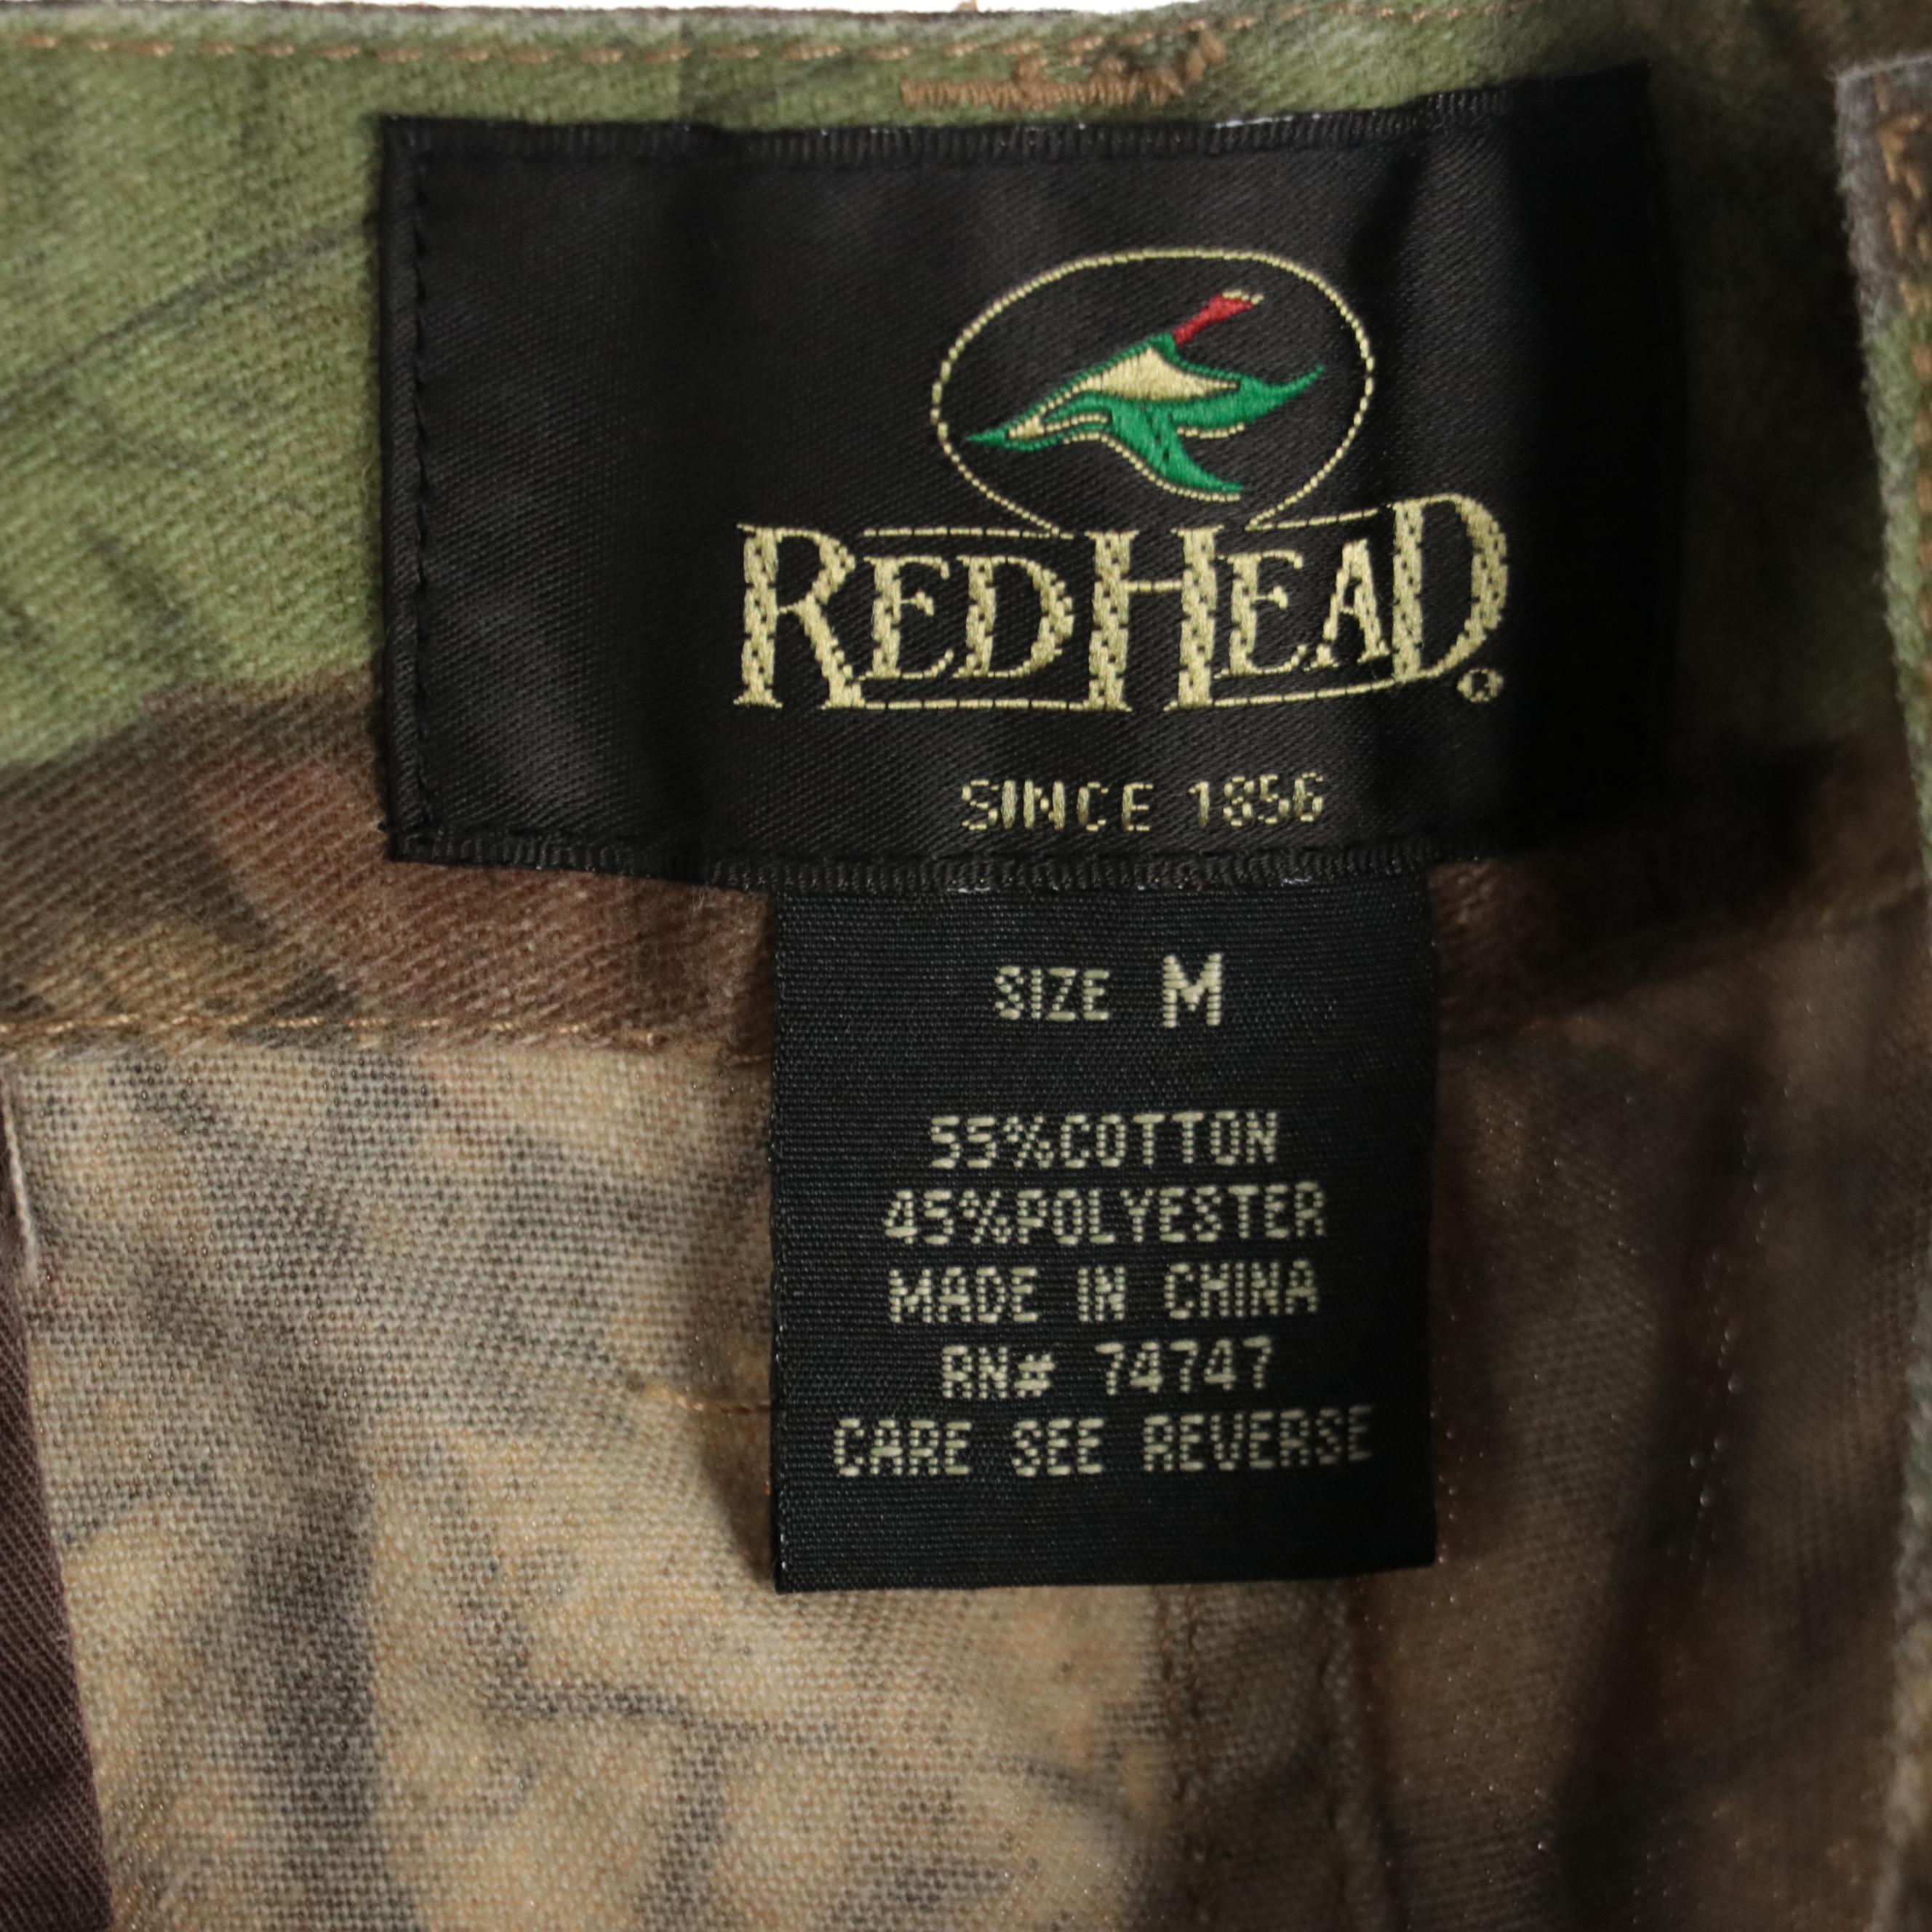 REDHEAD®
SINCE 1856
SIZE M
55%COTTON
45%POLYESTER
MADE IN CHINA
RN# 74747
CARE SEE REVERSE